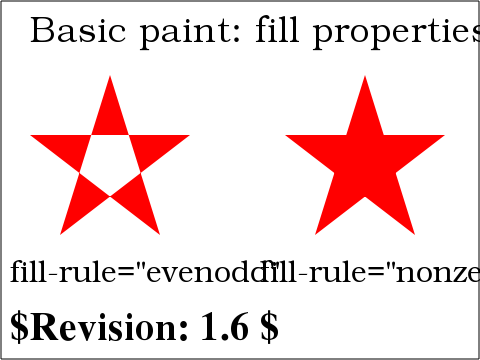 Basic paint: fill properties
fill-rule="evenodd" fill-rule="nonze
$Revision: 1.6 $